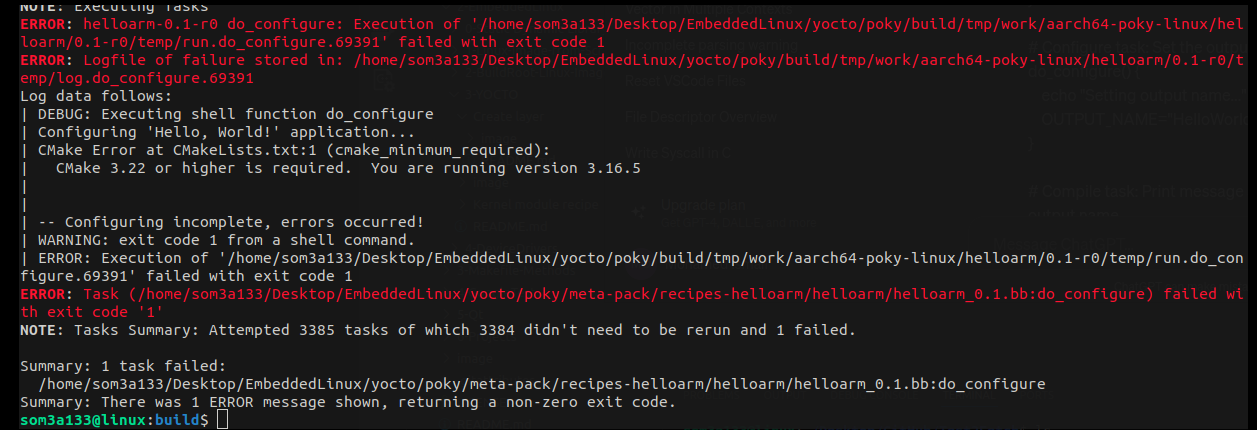 NOTE: Executing Tasks
ERROR: helloarm-0.1-r0 do_configure: Execution of '/home/som3a133/Desktop/EmbeddedLinux/yocto/poky/build/tmp/work/aarch64-poky-linux/hel
loarm/0.1-r0/temp/run.do_configure.69391' failed with exit code 1
ERROR: Logfile of failure stored in: /home/som3a133/Desktop/EmbeddedLinux/yocto/poky/build/tmp/work/aarch64-poky-linux/helloarm/0.1-r0/t
emp/log.do_configure.69391
Log data follows:
| DEBUG: Executing shell function do_configure
| Configuring 'Hello, World!' application...
| CMake Error at CMakeLists.txt:1 (cmake_minimum_required):
|   CMake 3.22 or higher is required.  You are running version 3.16.5
|
|
| -- Configuring incomplete, errors occurred!
| WARNING: exit code 1 from a shell command.
| ERROR: Execution of '/home/som3a133/Desktop/EmbeddedLinux/yocto/poky/build/tmp/work/aarch64-poky-linux/helloarm/0.1-r0/temp/run.do_con
figure.69391' failed with exit code 1
ERROR: Task (/home/som3a133/Desktop/EmbeddedLinux/yocto/poky/meta-pack/recipes-helloarm/helloarm/helloarm_0.1.bb:do_configure) failed wi
th exit code '1'
NOTE: Tasks Summary: Attempted 3385 tasks of which 3384 didn't need to be rerun and 1 failed.
Summary: 1 task failed:
  /home/som3a133/Desktop/EmbeddedLinux/yocto/poky/meta-pack/recipes-helloarm/helloarm/helloarm_0.1.bb:do_configure
Summary: There was 1 ERROR message shown, returning a non-zero exit code.
som3a133@linux:build$